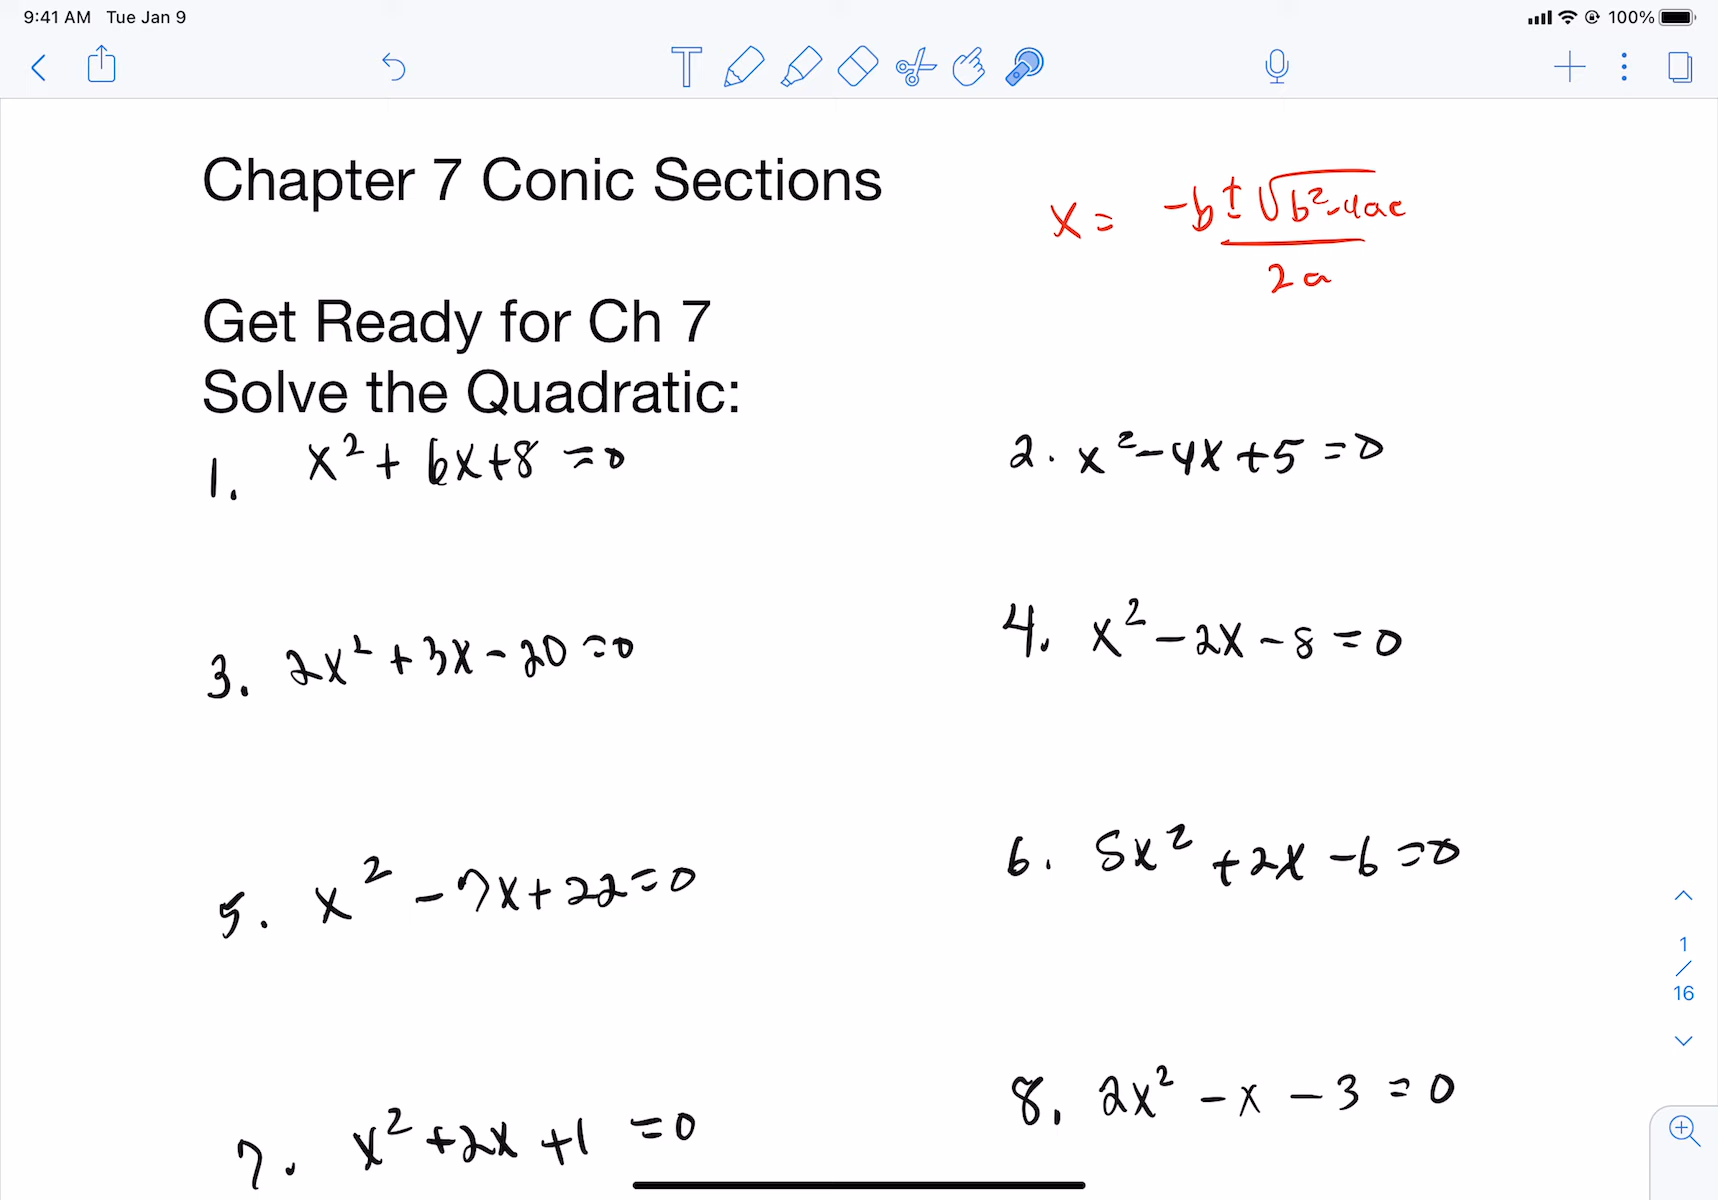 9:41 AM Tue Jan 9 100%
Chapter 7 Conic Sections
x = -b ± √b²-4ac
2a
Get Ready for Ch 7
Solve the Quadratic:
1. x² + 6x+8 =0
2. x²-4x+5=0
3. 2x²+3x-20=0
4. x²-2x-8=0
5. x²-7x+22=0
6. 5x²+2x-6=0
7. x²+2x+1=0
8. 2x²-x-3=0
1
/
16